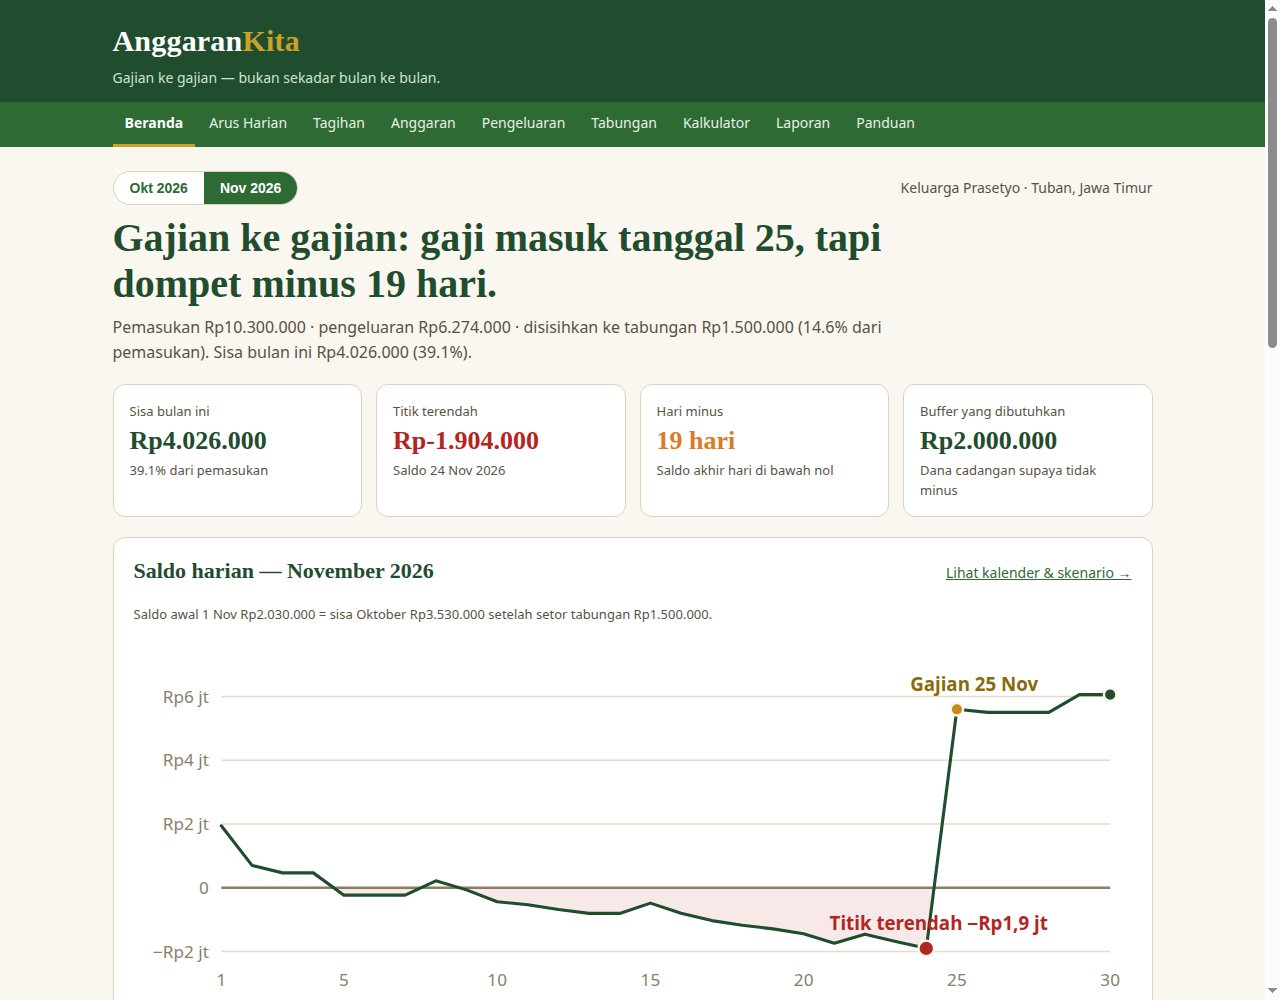 AnggaranKita
Gajian ke gajian — bukan sekadar bulan ke bulan.
Beranda Arus Harian Tagihan Anggaran Pengeluaran Tabungan Kalkulator Laporan Panduan
Okt 2026 Nov 2026
Keluarga Prasetyo · Tuban, Jawa Timur
Gajian ke gajian: gaji masuk tanggal 25, tapi
dompet minus 19 hari.
Pemasukan Rp10.300.000 · pengeluaran Rp6.274.000 · disisihkan ke tabungan Rp1.500.000 (14.6% dari
pemasukan). Sisa bulan ini Rp4.026.000 (39.1%).
Sisa bulan ini
Rp4.026.000
39.1% dari pemasukan
Titik terendah
Rp-1.904.000
Saldo 24 Nov 2026
Hari minus
19 hari
Saldo akhir hari di bawah nol
Buffer yang dibutuhkan
Rp2.000.000
Dana cadangan supaya tidak
minus
Saldo harian — November 2026
Lihat kalender & skenario →
Saldo awal 1 Nov Rp2.030.000 = sisa Oktober Rp3.530.000 setelah setor tabungan Rp1.500.000.
Gajian 25 Nov
Rp6 jt
Rp4 jt
Rp2 jt
0
Titik terendah −Rp1,9 jt
−Rp2 jt
1 5 10 15 20 25 30